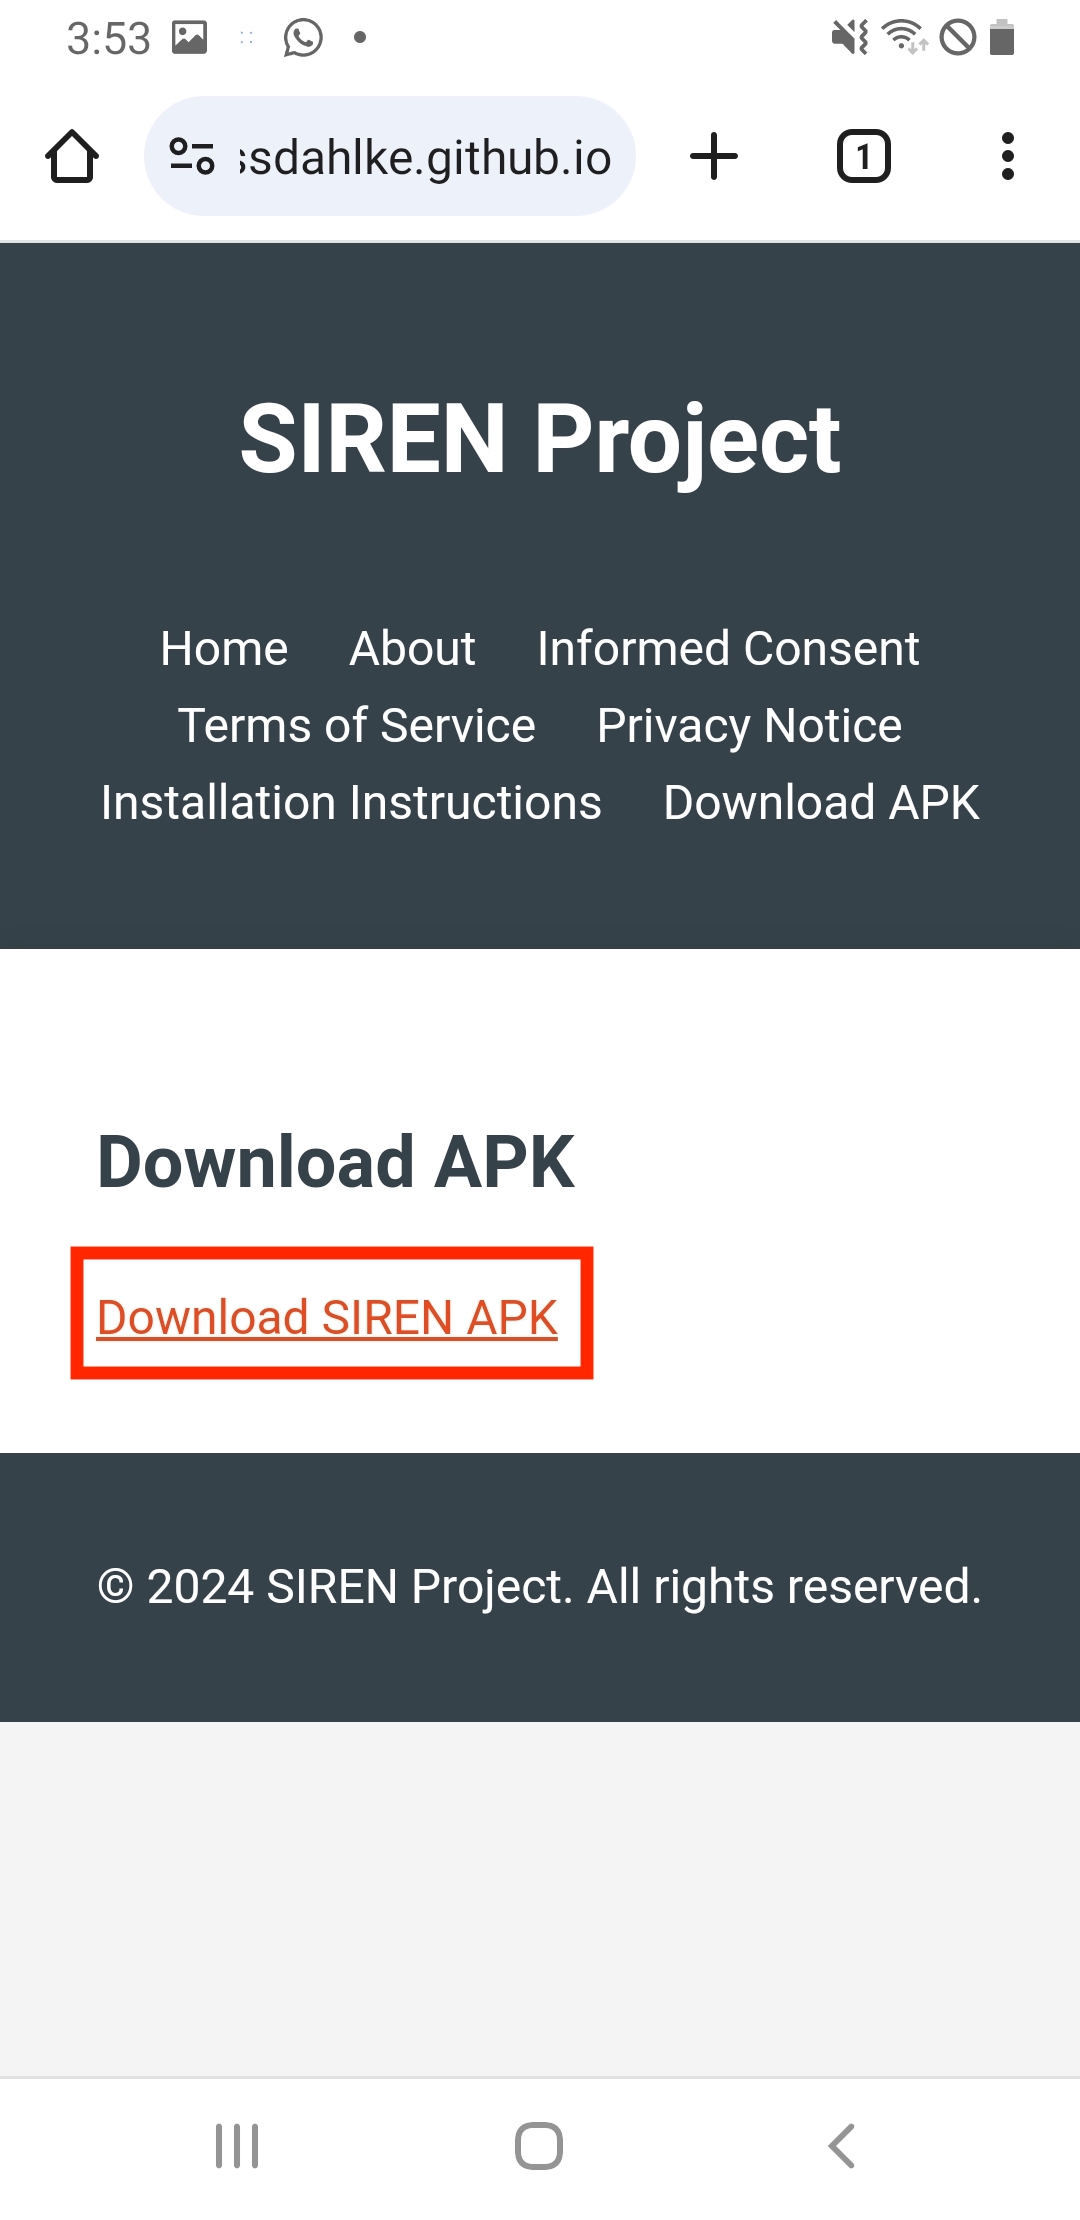 3:53
ssdahlke.github.io
1
SIREN Project
Home About Informed Consent
Terms of Service Privacy Notice
Installation Instructions Download APK
Download APK
Download SIREN APK
© 2024 SIREN Project. All rights reserved.